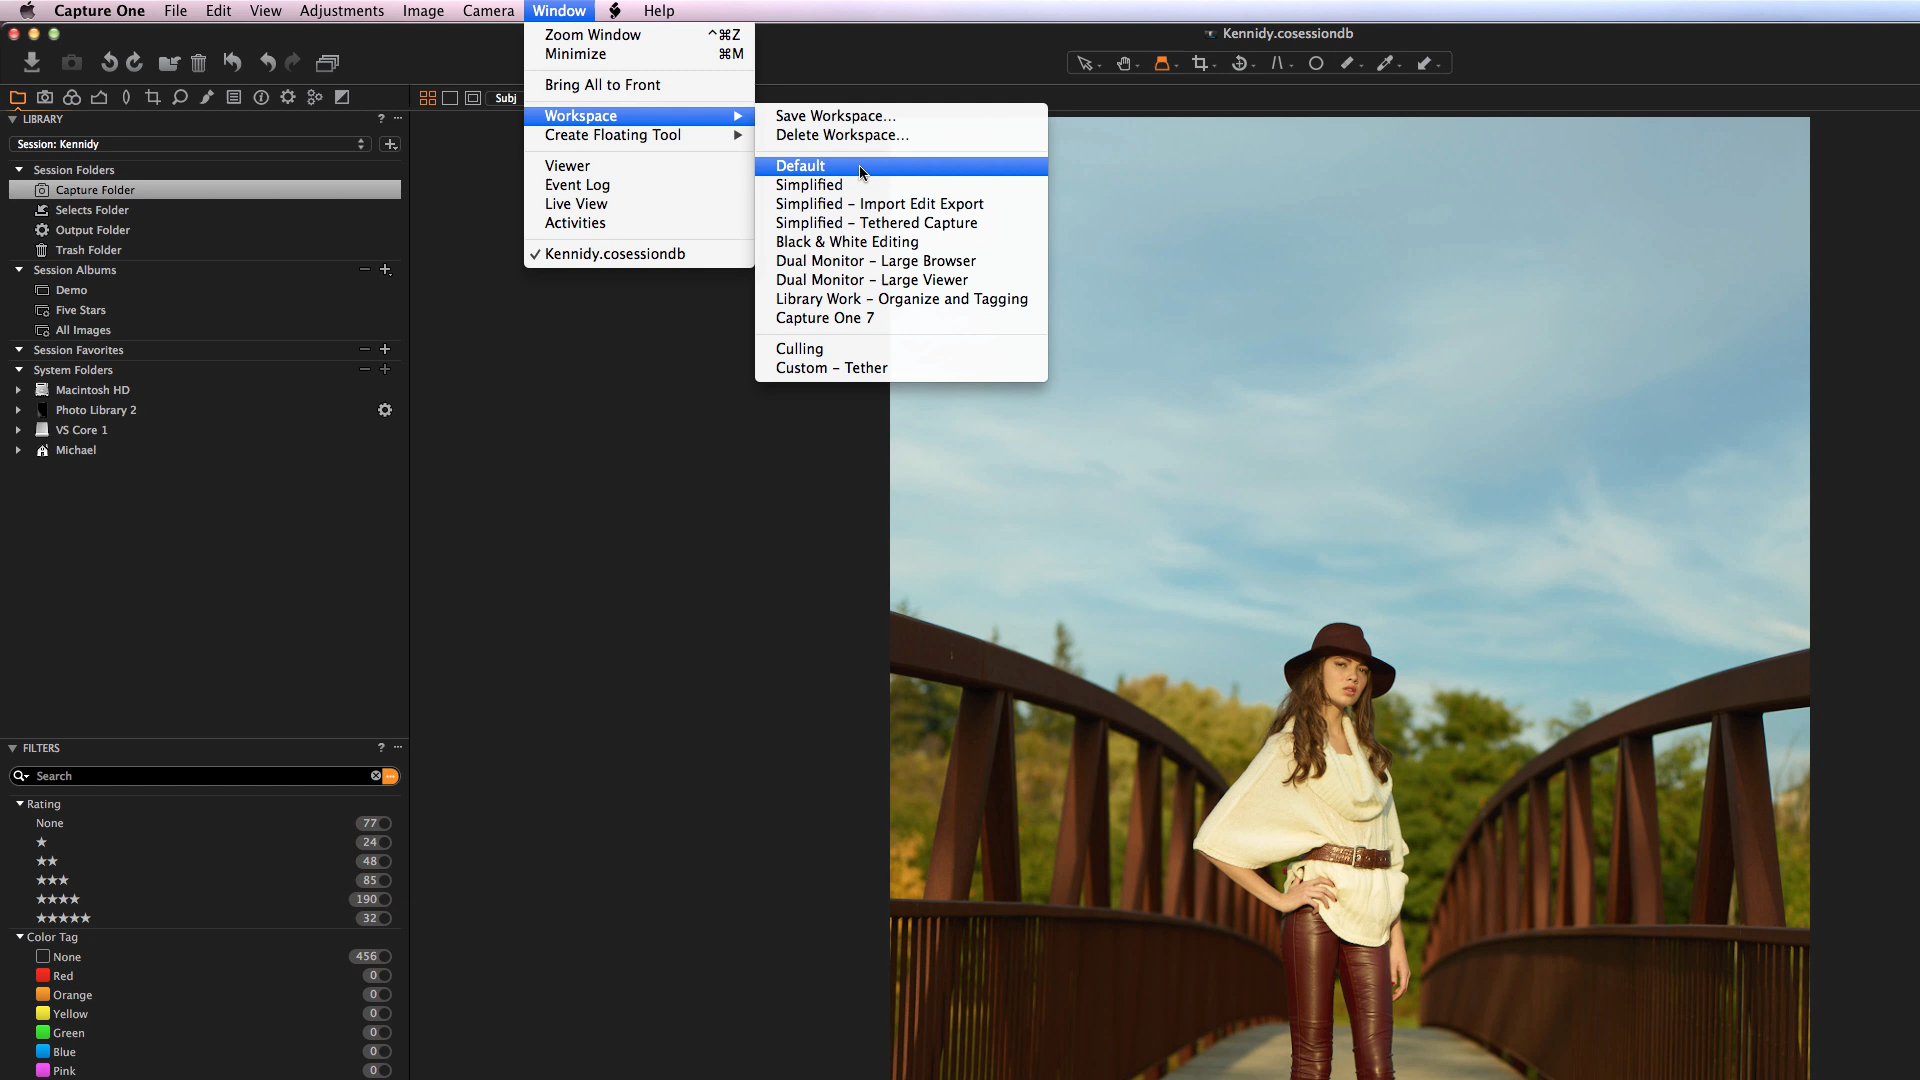 Capture One File Edit View Adjustments Image Camera Window Help
Kennidy.cosessiondb
Subj
Zoom Window ^⌘Z
Minimize ⌘M
Bring All to Front
Workspace
Create Floating Tool
Viewer
Event Log
Live View
Activities
✓ Kennidy.cosessiondb
Save Workspace...
Delete Workspace...
Default
Simplified
Simplified – Import Edit Export
Simplified – Tethered Capture
Black & White Editing
Dual Monitor – Large Browser
Dual Monitor – Large Viewer
Library Work – Organize and Tagging
Capture One 7
Culling
Custom – Tether
LIBRARY ? ...
Session: Kennidy
Session Folders
Capture Folder
Selects Folder
Output Folder
Trash Folder
Session Albums
Demo
Five Stars
All Images
Session Favorites
System Folders
Macintosh HD
Photo Library 2
VS Core 1
Michael
FILTERS ? ...
Search
Rating
None 77
★ 24
★★ 48
★★★ 85
★★★★ 190
★★★★★ 32
Color Tag
None 456
Red 0
Orange 0
Yellow 0
Green 0
Blue 0
Pink 0